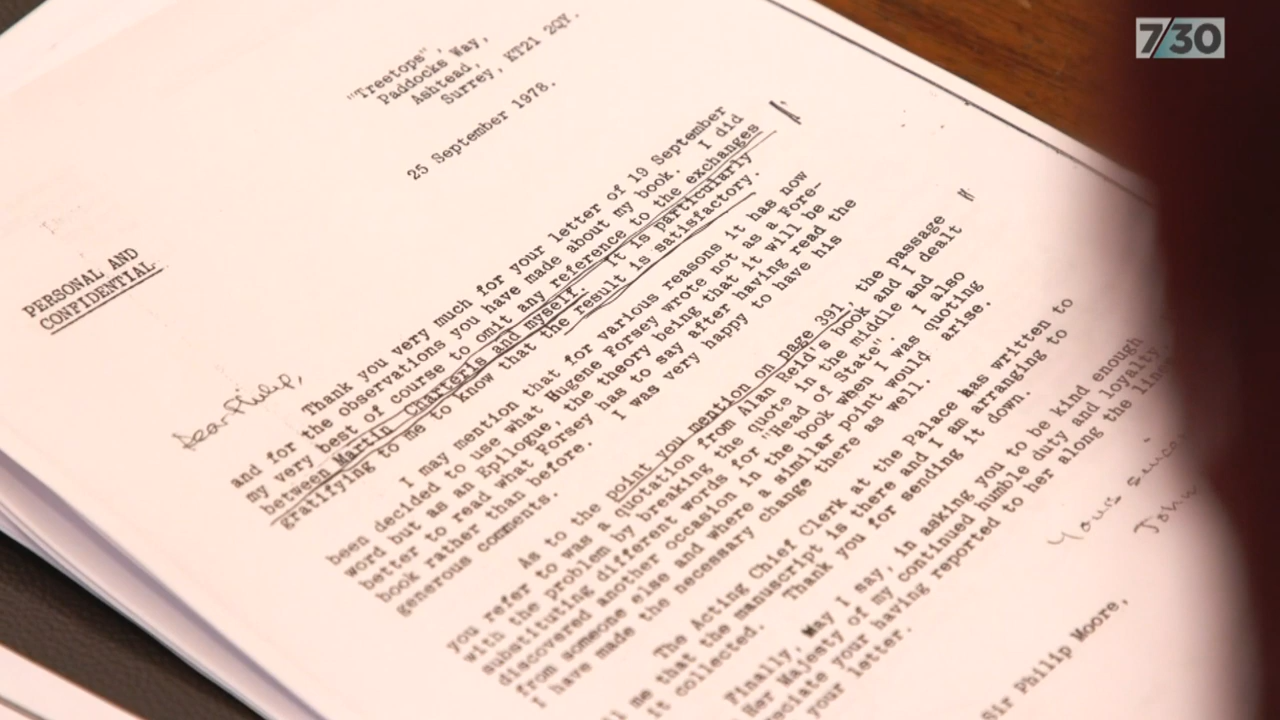 7/30
"Treetops",
Paddocks Way,
Ashtead,
Surrey, KT21 2QY.
25 September 1978.
PERSONAL AND
CONFIDENTIAL
Dear Philip,
Thank you very much for your letter of 19 September
and for the observations you have made about my book. I did
my very best of course to omit any reference to the exchanges
between Martin Charteris and myself. It is particularly
gratifying to me to know that the result is satisfactory.
I may mention that for various reasons it has now
been decided to use what Eugene Forsey wrote not as a Fore-
word but as an Epilogue, the theory being that it will be
better to read what Forsey has to say after having read the
book rather than before. I was very happy to have his
generous comments.
As to the point you mention on page 391, the passage
you refer to was a quotation from Alan Reid's book and I dealt
with the problem by breaking the quote in the middle and
substituting different words for "Head of State". I also
discovered another occasion in the book when I was quoting
from someone else and where a similar point would arise.
I have made the necessary change there as well.
The Acting Chief Clerk at the Palace has written to
me that the manuscript is there and I am arranging to
it collected. Thank you for sending it down.
Finally, May I say, in asking you to be kind enough
Her Majesty of my continued humble duty and loyalty,
eciate your having reported to her along the lines
your letter.
Yours
John
Sir Philip Moore,